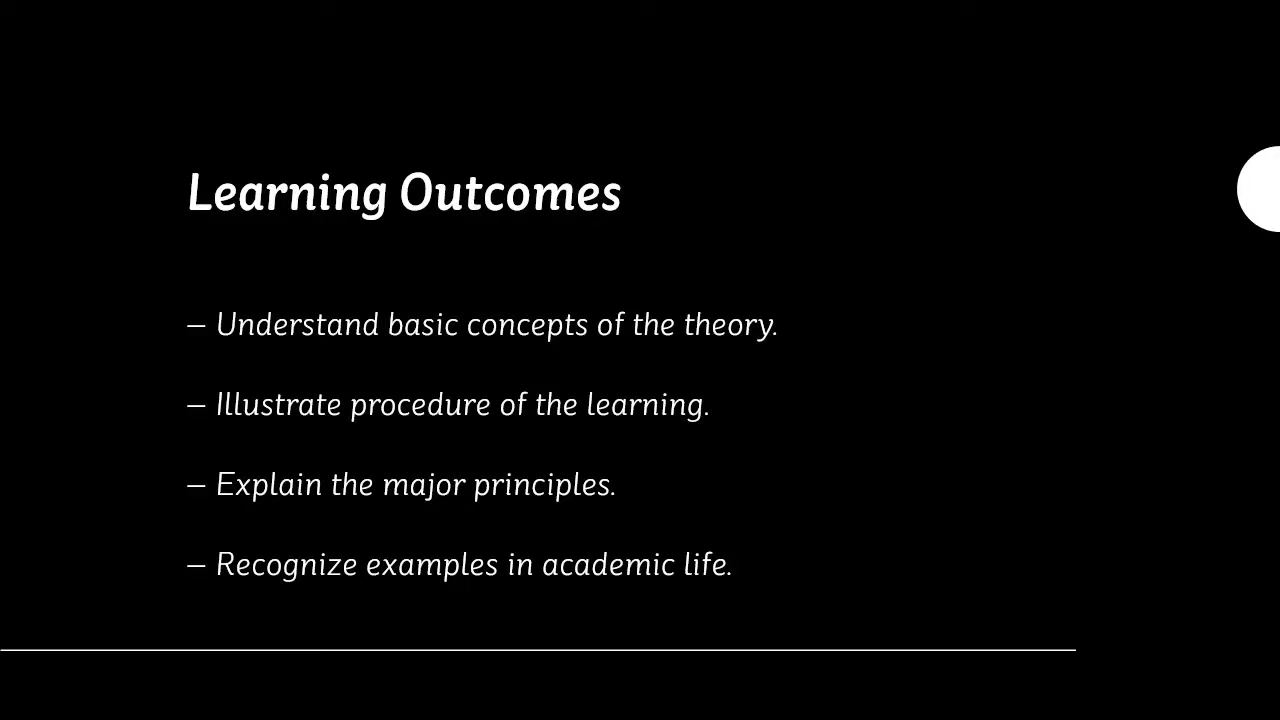 Learning Outcomes
– Understand basic concepts of the theory.
– Illustrate procedure of the learning.
– Explain the major principles.
– Recognize examples in academic life.